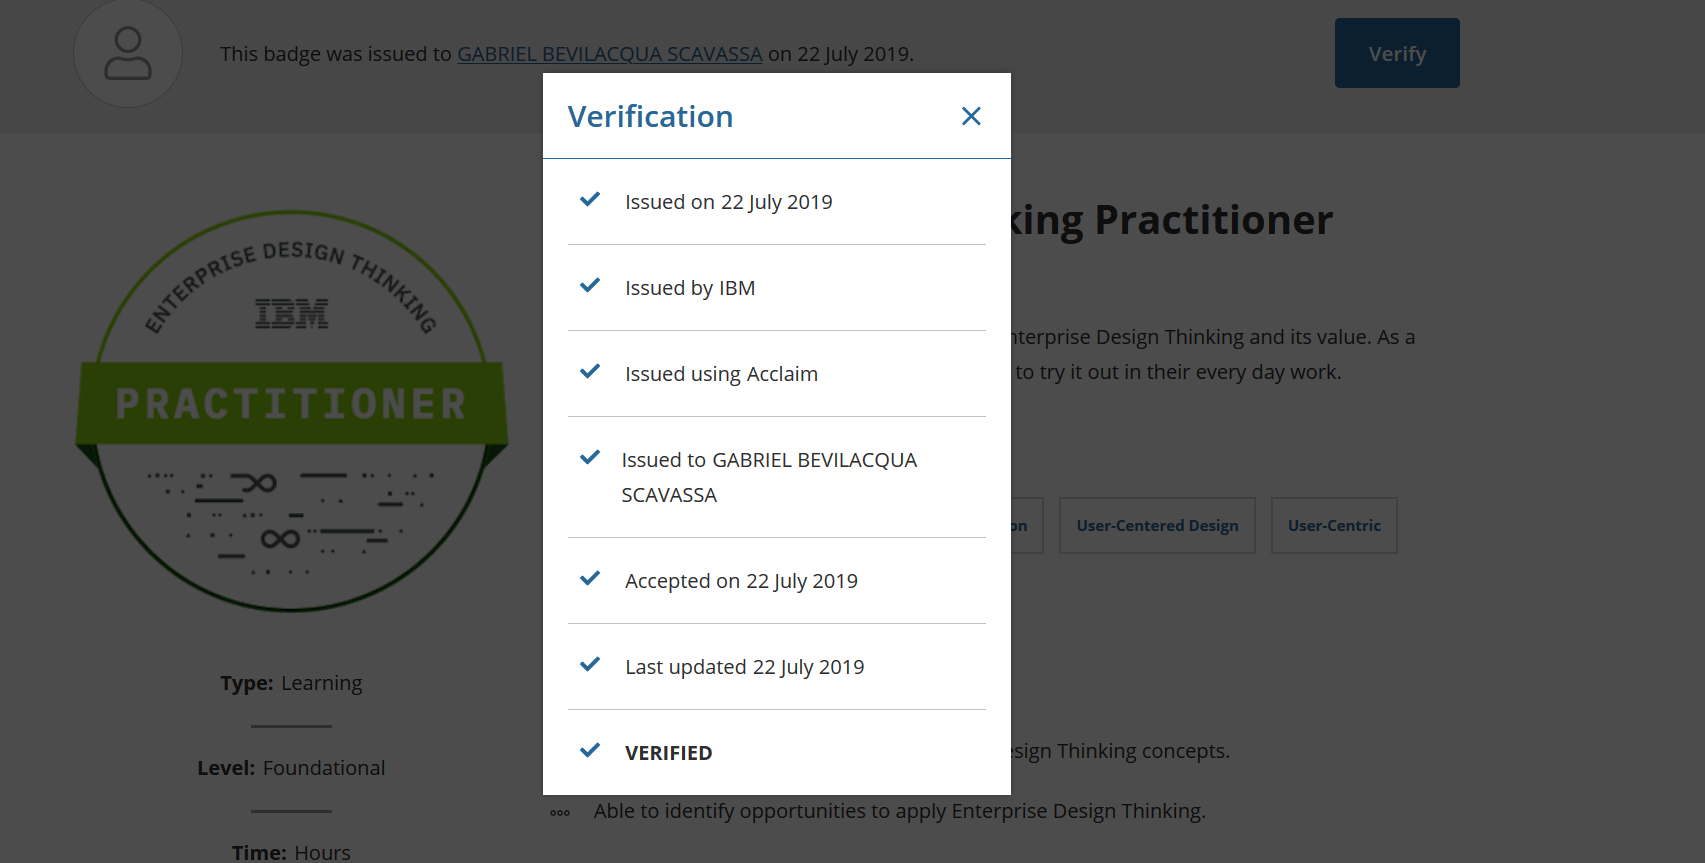 This badge was issued to GABRIEL BEVILACQUA SCAVASSA on 22 July 2019.
Verify
Verification
Issued on 22 July 2019
Issued by IBM
Issued using Acclaim
Issued to GABRIEL BEVILACQUA
SCAVASSA
Accepted on 22 July 2019
Last updated 22 July 2019
VERIFIED
ENTERPRISE DESIGN THINKING
IBM
PRACTITIONER
Type: Learning
Level: Foundational
Time: Hours
king Practitioner
nterprise Design Thinking and its value. As a
to try it out in their every day work.
on
User-Centered Design
User-Centric
esign Thinking concepts.
Able to identify opportunities to apply Enterprise Design Thinking.